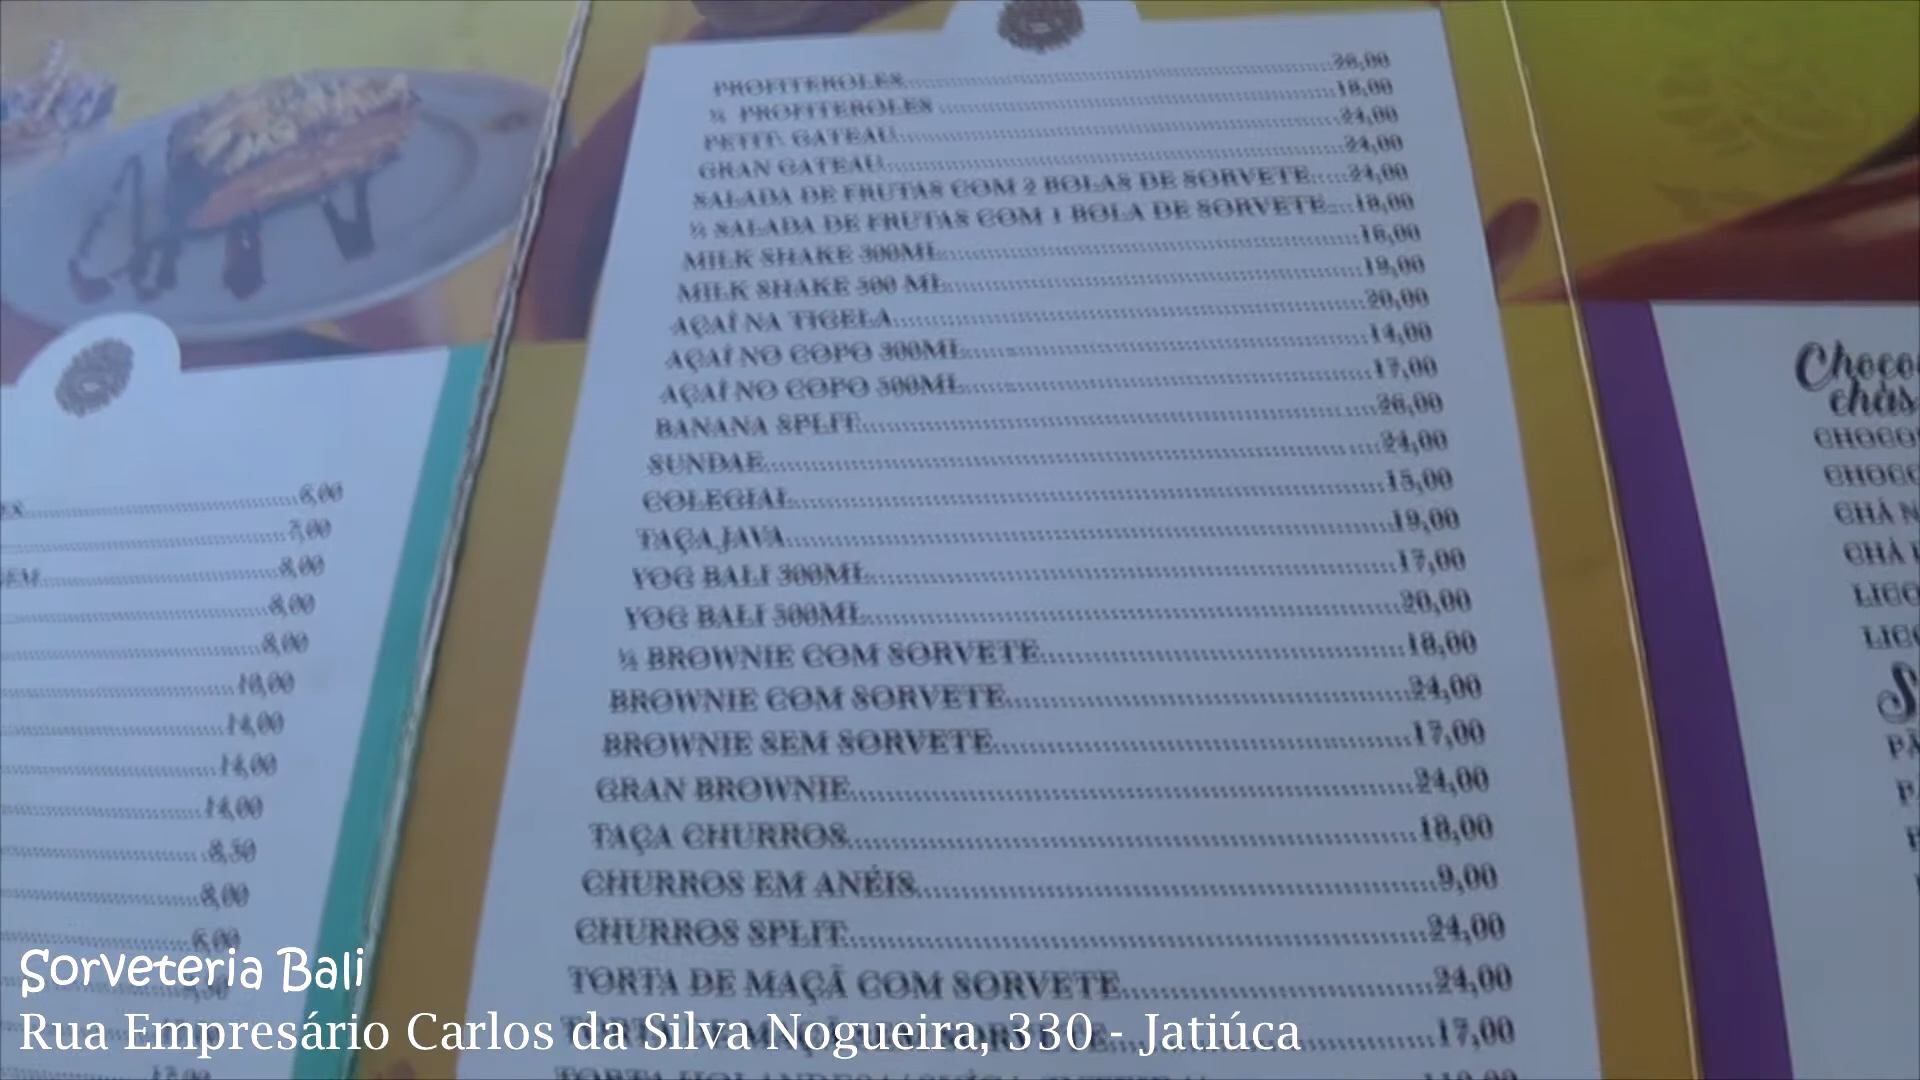 PROFITEROLES 26,00
½ PROFITEROLES 18,00
PETIT GATEAU 24,00
GRAN GATEAU 24,00
SALADA DE FRUTAS COM 2 BOLAS DE SORVETE 24,00
½ SALADA DE FRUTAS COM 1 BOLA DE SORVETE 18,00
MILK SHAKE 300ML 16,00
MILK SHAKE 500 ML 19,00
AÇAÍ NA TIGELA 20,00
AÇAÍ NO COPO 300ML 14,00
AÇAÍ NO COPO 500ML 17,00
BANANA SPLIT 26,00
SUNDAE 24,00
COLEGIAL 15,00
TAÇA JAVA 19,00
YOG BALI 300ML 17,00
YOG BALI 500ML 20,00
½ BROWNIE COM SORVETE 18,00
BROWNIE COM SORVETE 24,00
BROWNIE SEM SORVETE 17,00
GRAN BROWNIE 24,00
TAÇA CHURROS 18,00
CHURROS EM ANÉIS 9,00
CHURROS SPLIT 24,00
TORTA DE MAÇÃ COM SORVETE 24,00
17,00
6,00
7,00
8,00
8,00
8,00
10,00
14,00
14,00
14,00
8,50
8,00
6,00
CHÁ
LICO
Sorveteria Bali
Rua Empresário Carlos da Silva Nogueira, 330 - Jatiúca